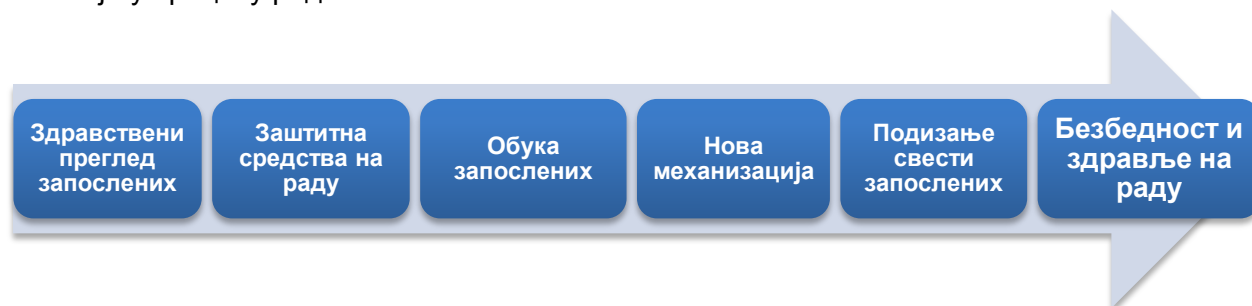 Здравствени
преглед
запослених
Заштитна
средства на
раду
Обука
запослених
Нова
механизација
Подизање
свести
запослених
Безбедност и
здравље на
раду